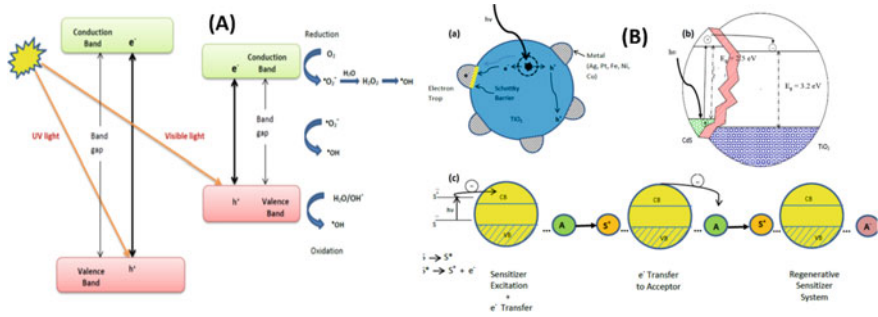 (A)
Conduction
Band
e⁻
UV light
Band
gap
Visible light
Valence
Band
h⁺
Conduction
Band
e⁻
Band
gap
h⁺
Valence
Band
Reduction
O₂
•O₂⁻
H₂O
H₂O₂
•OH
•O₂⁻
•OH
H₂O/OH⁻
•OH
Oxidation
(B)
(a)
hν
Metal
(Ag, Pt, Fe, Ni,
Cu)
e⁻
h⁺
Electron
Trop
Schottky
Barrier
TiO₂
h⁺
(b)
hν
E
2.5 eV
E
= 3.2 eV
CdS
TiO₂
(c)
S
hν
S
CB
VB
...
A
S⁺
...
CB
VB
...
A
S⁺
...
CB
VB
...
A⁻
S*
S*
S⁺ + e⁻
Sensitizer
Excitation
+
e⁻ Transfer
e⁻ Transfer
to Acceptor
Regenerative
Sensitizer
System